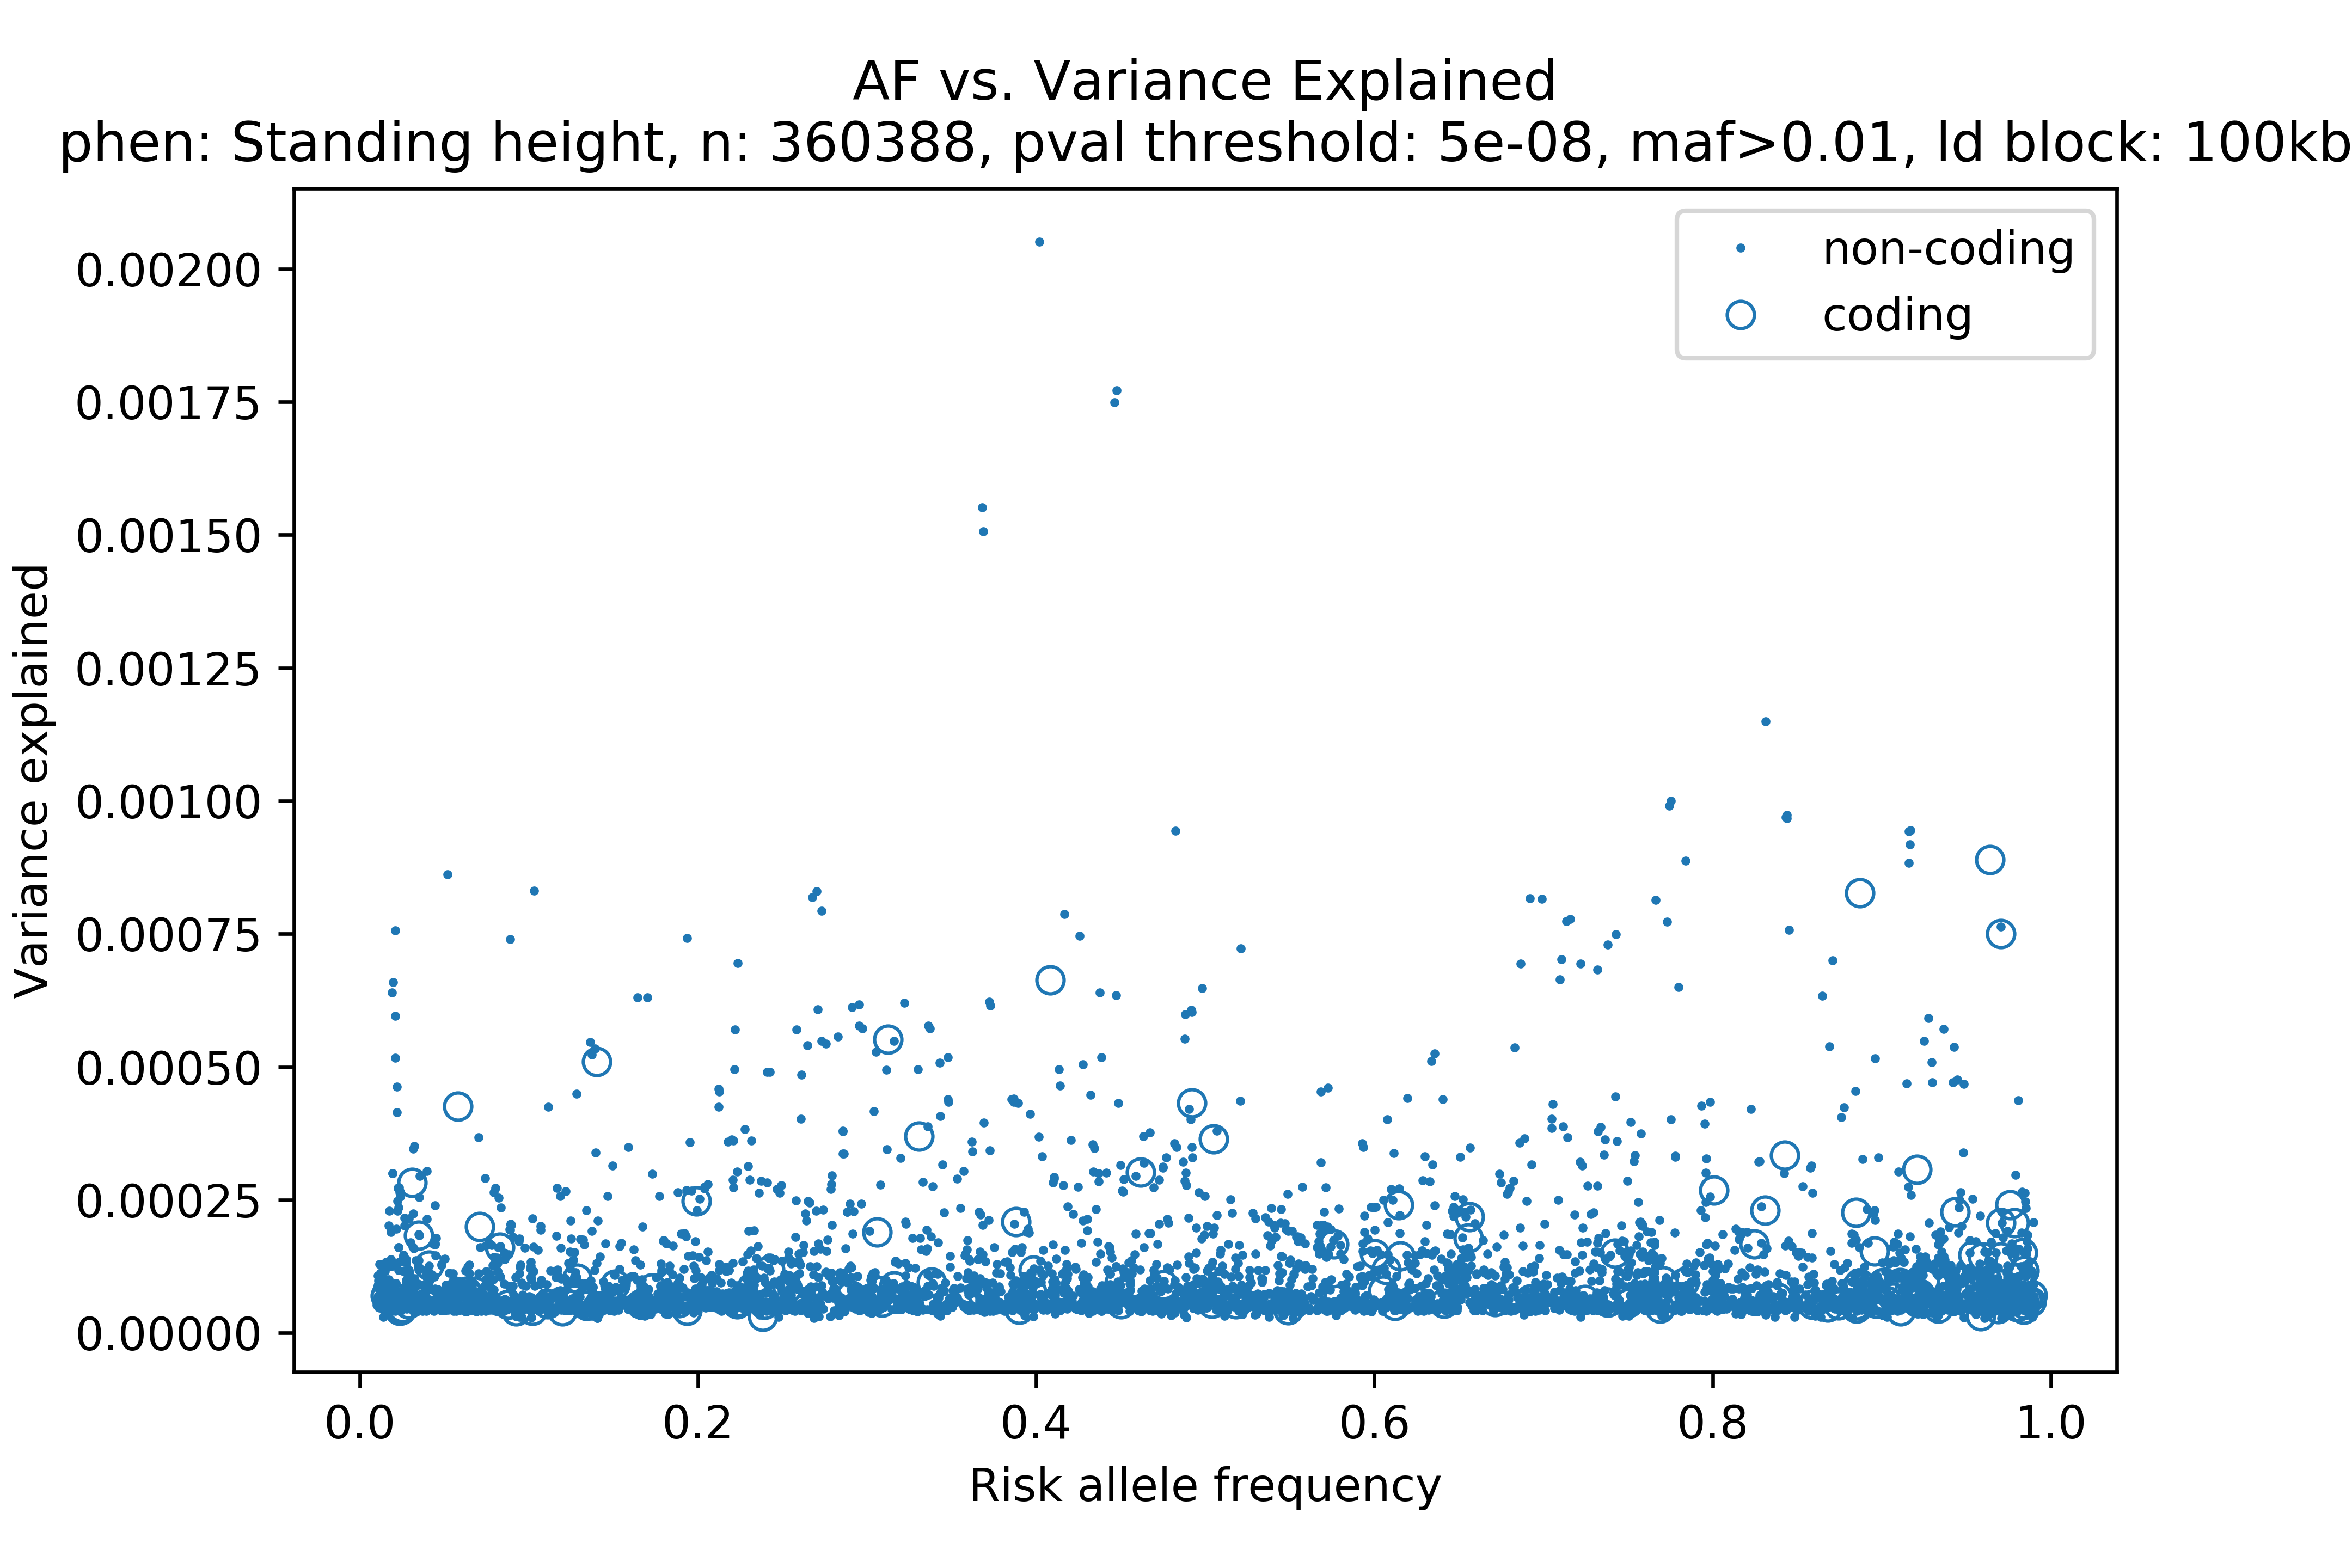 AF vs. Variance Explained
phen: Standing height, n: 360388, pval threshold: 5e-08, maf>0.01, ld block: 100kb
non-coding
coding
0.00200
0.00175
0.00150
0.00125
0.00100
0.00075
0.00050
0.00025
0.00000
Variance explained
0.0 0.2 0.4 0.6 0.8 1.0
Risk allele frequency